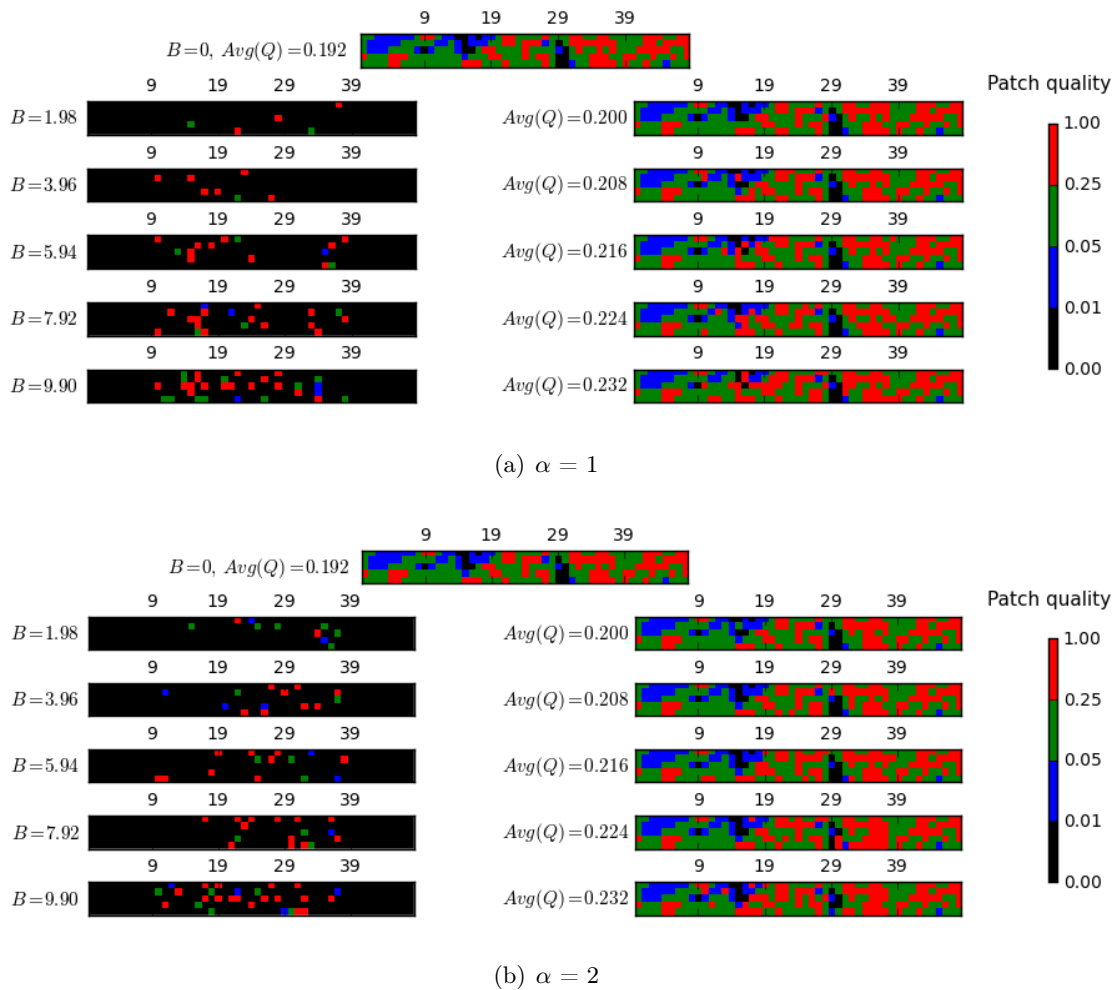 9 19 29 39
B=0, Avg(Q)=0.192
9 19 29 39 9 19 29 39 Patch quality
B=1.98 Avg(Q)=0.200 1.00
9 19 29 39 9 19 29 39
B=3.96 Avg(Q)=0.208 0.25
9 19 29 39 9 19 29 39
B=5.94 Avg(Q)=0.216 0.05
9 19 29 39 9 19 29 39
B=7.92 Avg(Q)=0.224 0.01
9 19 29 39 9 19 29 39
B=9.90 Avg(Q)=0.232 0.00
(a) α = 1
9 19 29 39
B=0, Avg(Q)=0.192
9 19 29 39 9 19 29 39 Patch quality
B=1.98 Avg(Q)=0.200 1.00
9 19 29 39 9 19 29 39
B=3.96 Avg(Q)=0.208 0.25
9 19 29 39 9 19 29 39
B=5.94 Avg(Q)=0.216 0.05
9 19 29 39 9 19 29 39
B=7.92 Avg(Q)=0.224 0.01
9 19 29 39 9 19 29 39
B=9.90 Avg(Q)=0.232 0.00
(b) α = 2